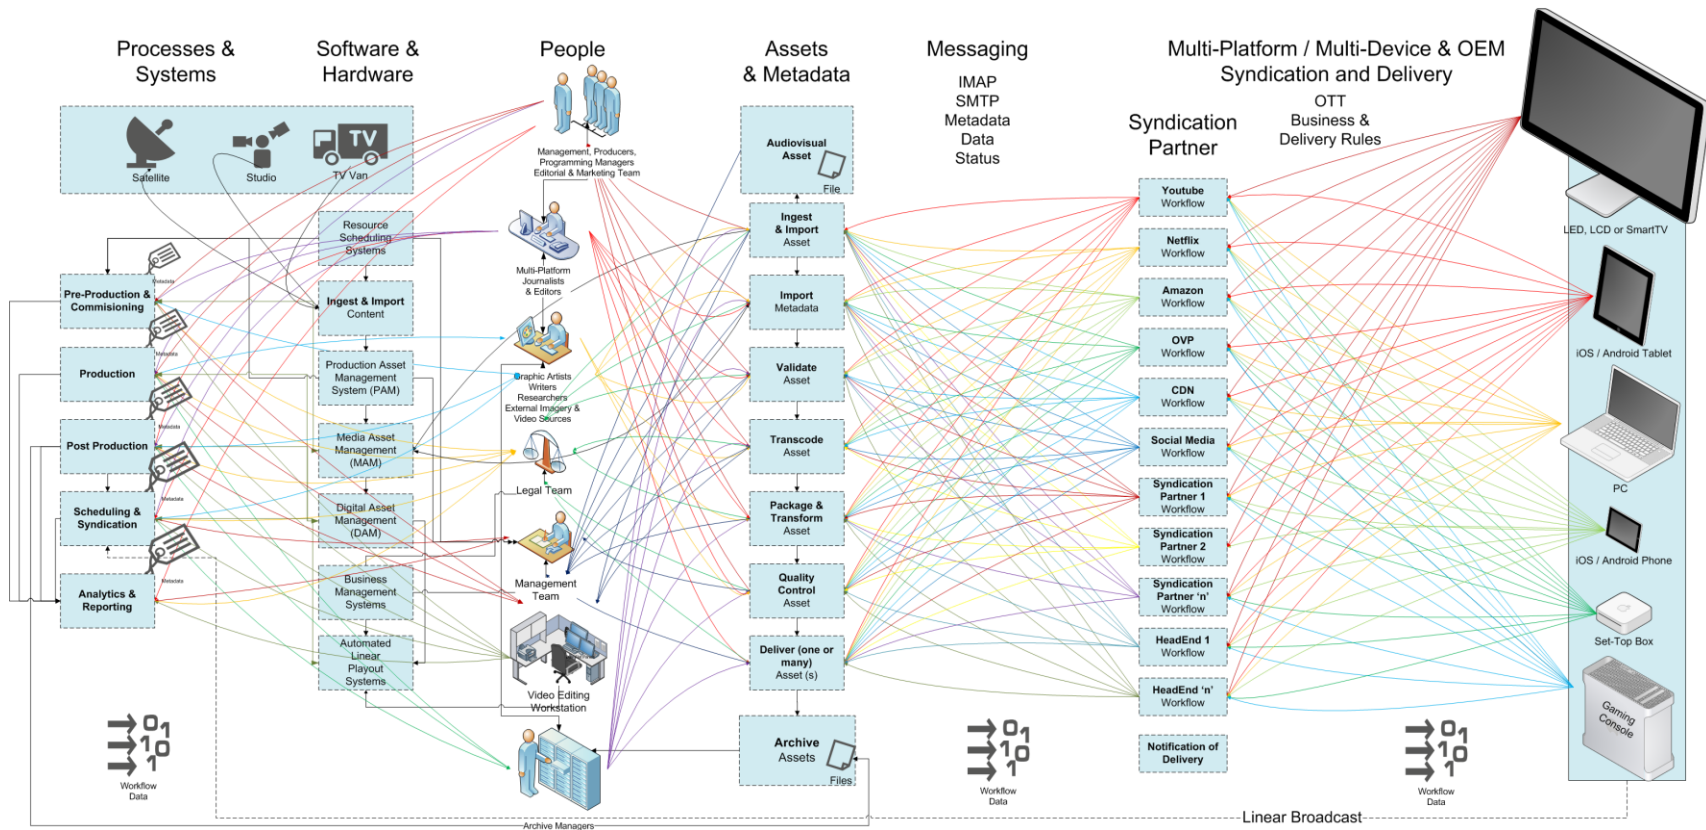 Processes &
Systems
Software &
Hardware
People
Assets
& Metadata
Messaging
IMAP
SMTP
Metadata
Data
Status
Multi-Platform / Multi-Device & OEM
Syndication and Delivery
OTT
Business &
Delivery Rules
Syndication
Partner
Satellite
Studio
TV
TV Van
Metadata
Pre-Production &
Commisioning
Metadata
Production
Metadata
Post Production
Metadata
Scheduling &
Syndication
Metadata
Analytics &
Reporting
Workflow
Data
Resource
Scheduling
Systems
Ingest & Import
Content
Production Asset
Management
System (PAM)
Media Asset
Management
(MAM)
Digital Asset
Management
(DAM)
Business
Management
Systems
Automated
Linear
Playout
Systems
Management, Producers,
Programming Managers
Editorial & Marketing Team
Multi-Platform
Journalists
& Editors
Graphic Artists
Writers
Researchers
External Imagery &
Video Sources
Legal Team
Management
Team
Video Editing
Workstation
Archive Managers
Audiovisual
Asset
File
Ingest
& Import
Asset
Import
Metadata
Validate
Asset
Transcode
Asset
Package &
Transform
Asset
Quality
Control
Asset
Deliver (one or
many)
Asset (s)
Archive
Assets
Files
Workflow
Data
Youtube
Workflow
Netflix
Workflow
Amazon
Workflow
OVP
Workflow
CDN
Workflow
Social Media
Workflow
Syndication
Partner 1
Workflow
Syndication
Partner 2
Workflow
Syndication
Partner 'n'
Workflow
HeadEnd 1
Workflow
HeadEnd 'n'
Workflow
Notification of
Delivery
Workflow
Data
LED, LCD or SmartTV
iOS / Android Tablet
PC
iOS / Android Phone
Set-Top Box
Gaming
Console
Linear Broadcast